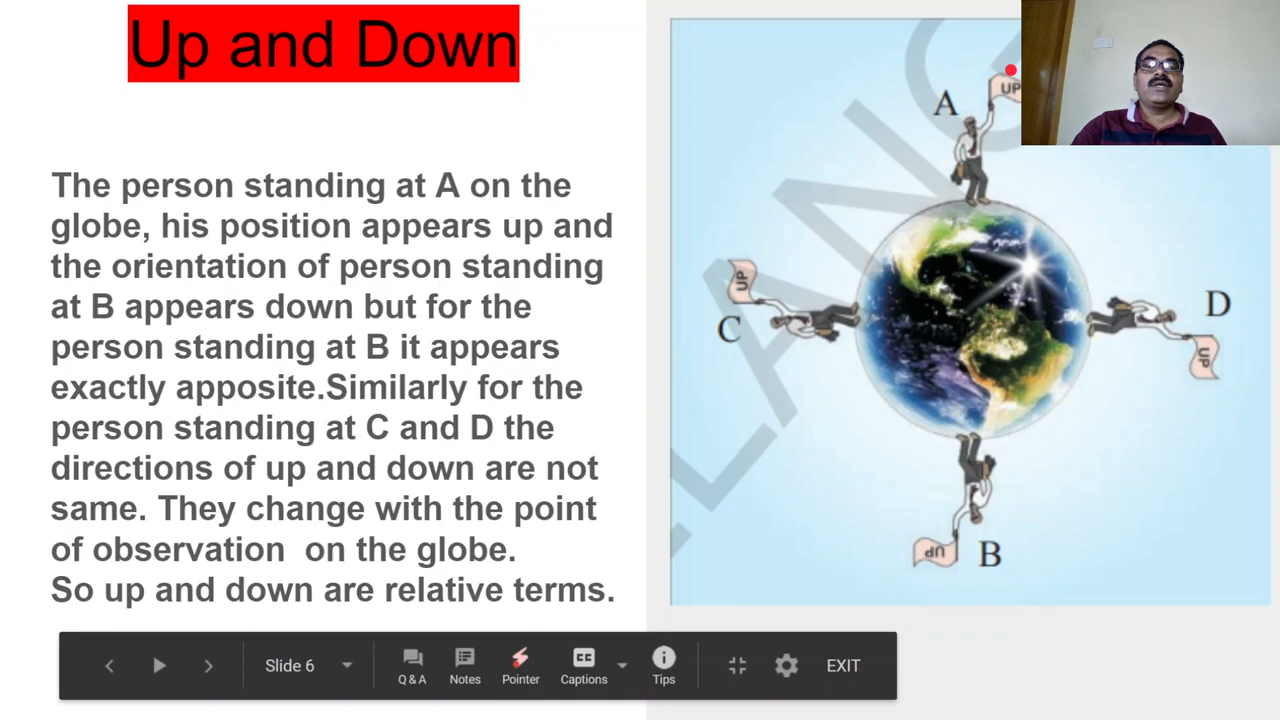 Up and Down
The person standing at A on the
globe, his position appears up and
the orientation of person standing
at B appears down but for the
person standing at B it appears
exactly apposite.Similarly for the
person standing at C and D the
directions of up and down are not
same. They change with the point
of observation on the globe.
So up and down are relative terms.
A
UP
UP
C
D
UP
UP
B
Slide 6
Q & A
Notes
Pointer
CC
Captions
Tips
EXIT